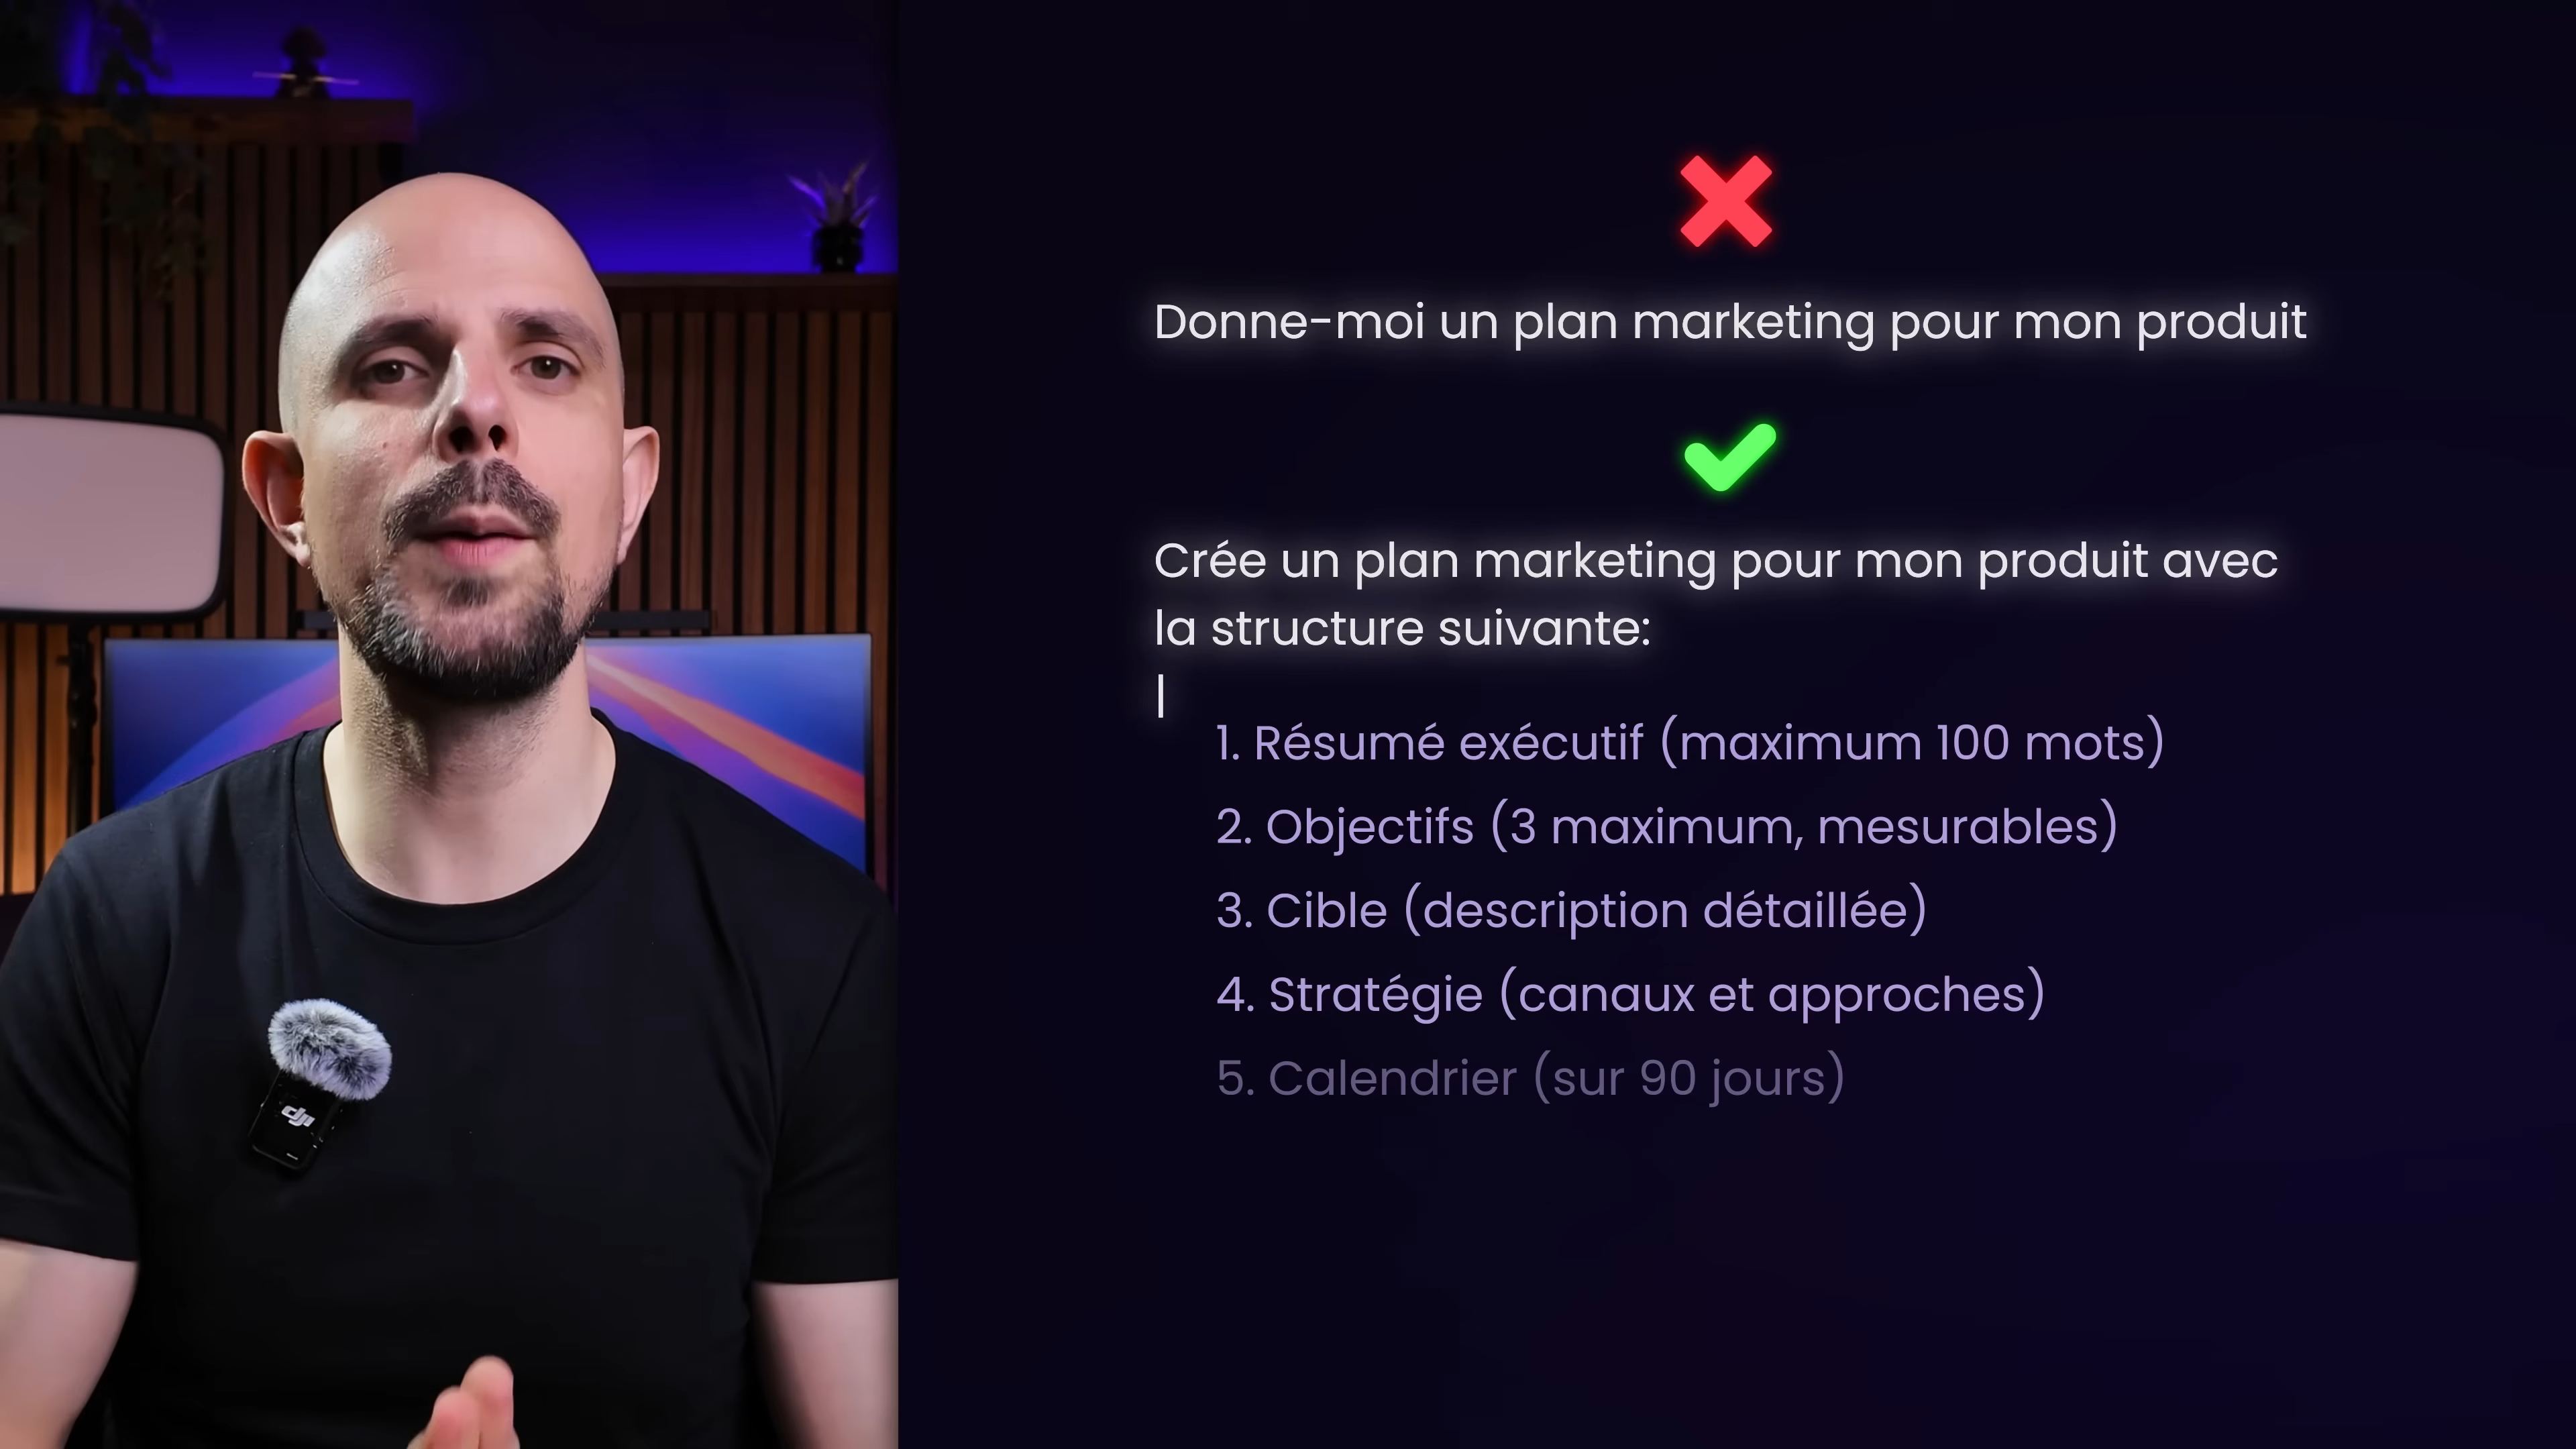 Donne-moi un plan marketing pour mon produit
Crée un plan marketing pour mon produit avec
la structure suivante:
1. Résumé exécutif (maximum 100 mots)
2. Objectifs (3 maximum, mesurables)
3. Cible (description détaillée)
4. Stratégie (canaux et approches)
5. Calendrier (sur 90 jours)
dji